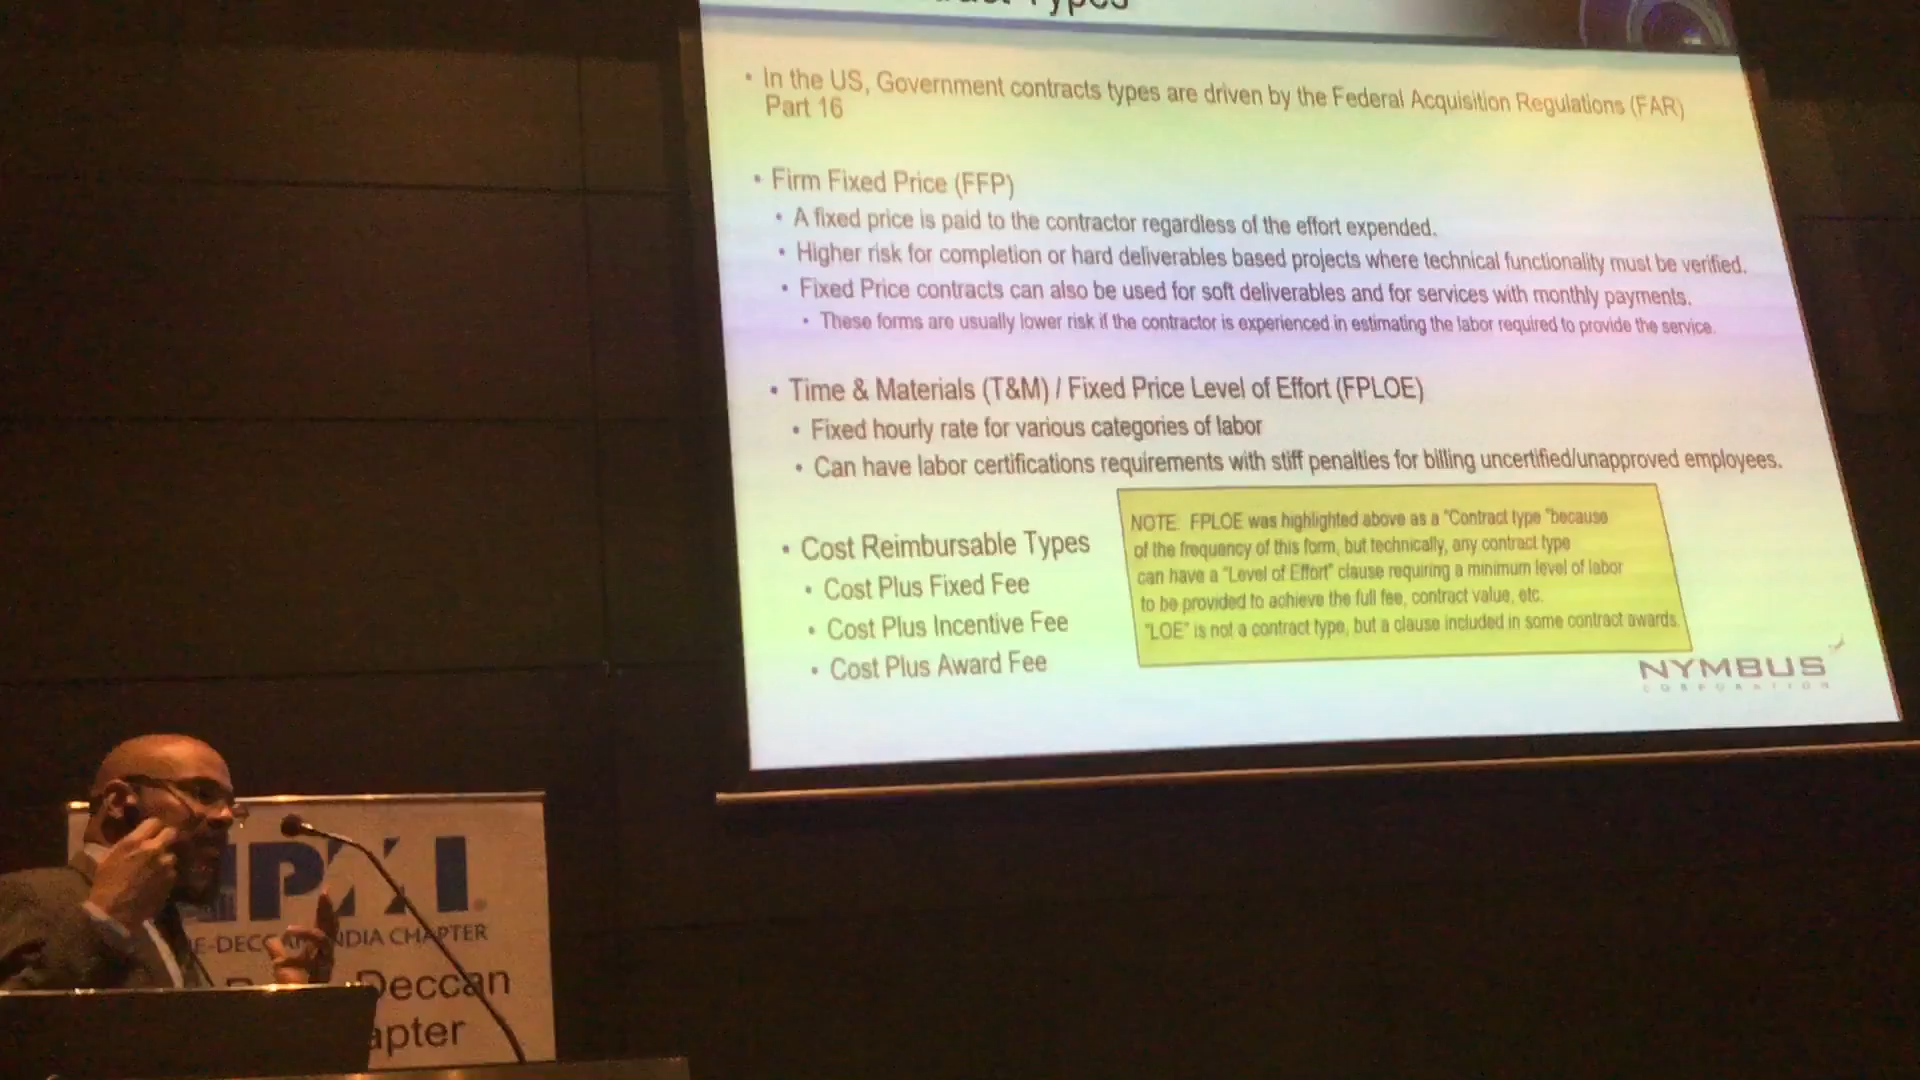 Types
• In the US, Government contracts types are driven by the Federal Acquisition Regulations (FAR)
Part 16
• Firm Fixed Price (FFP)
• A fixed price is paid to the contractor regardless of the effort expended.
• Higher risk for completion or hard deliverables based projects where technical functionality must be verified.
• Fixed Price contracts can also be used for soft deliverables and for services with monthly payments.
• These forms are usually lower risk if the contractor is experienced in estimating the labor required to provide the service.
• Time & Materials (T&M) / Fixed Price Level of Effort (FPLOE)
• Fixed hourly rate for various categories of labor
• Can have labor certifications requirements with stiff penalties for billing uncertified/unapproved employees.
• Cost Reimbursable Types
• Cost Plus Fixed Fee
• Cost Plus Incentive Fee
• Cost Plus Award Fee
NOTE: FPLOE was highlighted above as a "Contract type "because
of the frequency of this form, but technically, any contract type
can have a "Level of Effort" clause requiring a minimum level of labor
to be provided to achieve the full fee, contract value, etc.
"LOE" is not a contract type, but a clause included in some contract awards.
NYMBUS
CORPORATION
PMI
E-DECCAN INDIA CHAPTER
Deccan
apter